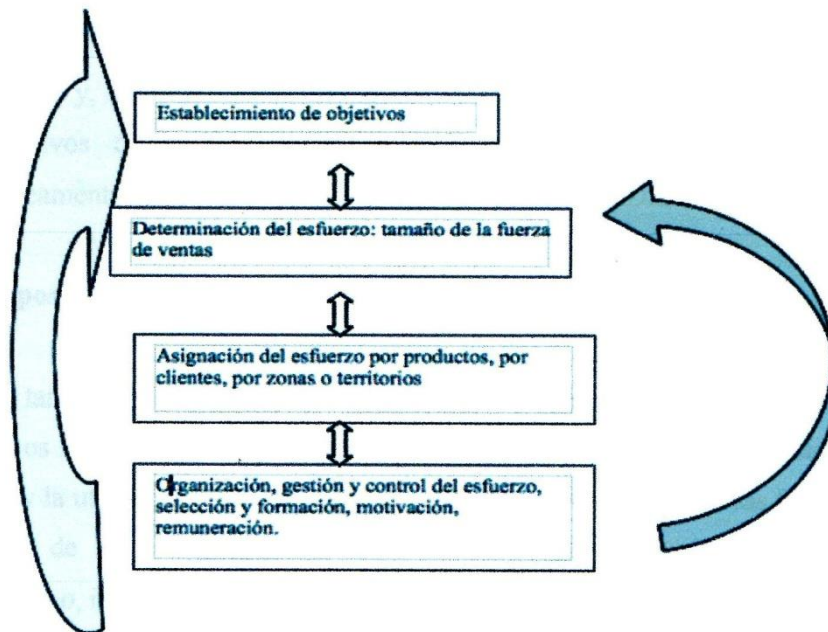 Establecimiento de objetivos
Determinación del esfuerzo: tamaño de la fuerza
de ventas
Asignación del esfuerzo por productos, por
clientes, por zonas o territorios
Organización, gestión y control del esfuerzo,
selección y formación, motivación,
remuneración.